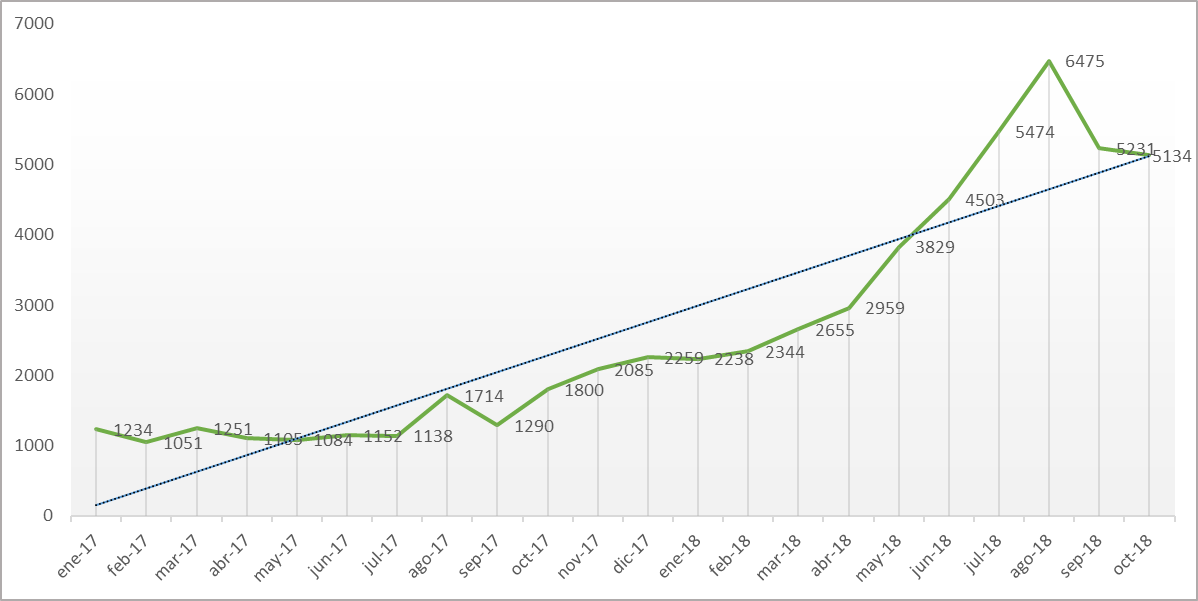 7000
6000
5000
4000
3000
2000
1000
0
1234
1051
1251
1105
1084
1152
1138
1714
1290
1800
2085
2259
2238
2344
2655
2959
3829
4503
5474
6475
5231
5134
ene-17
feb-17
mar-17
abr-17
may-17
jun-17
jul-17
ago-17
sep-17
oct-17
nov-17
dic-17
ene-18
feb-18
mar-18
abr-18
may-18
jun-18
jul-18
ago-18
sep-18
oct-18